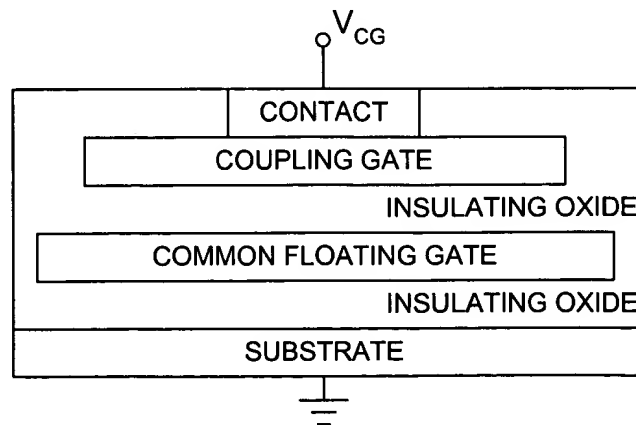 V_CG
CONTACT
COUPLING GATE
INSULATING OXIDE
COMMON FLOATING GATE
INSULATING OXIDE
SUBSTRATE